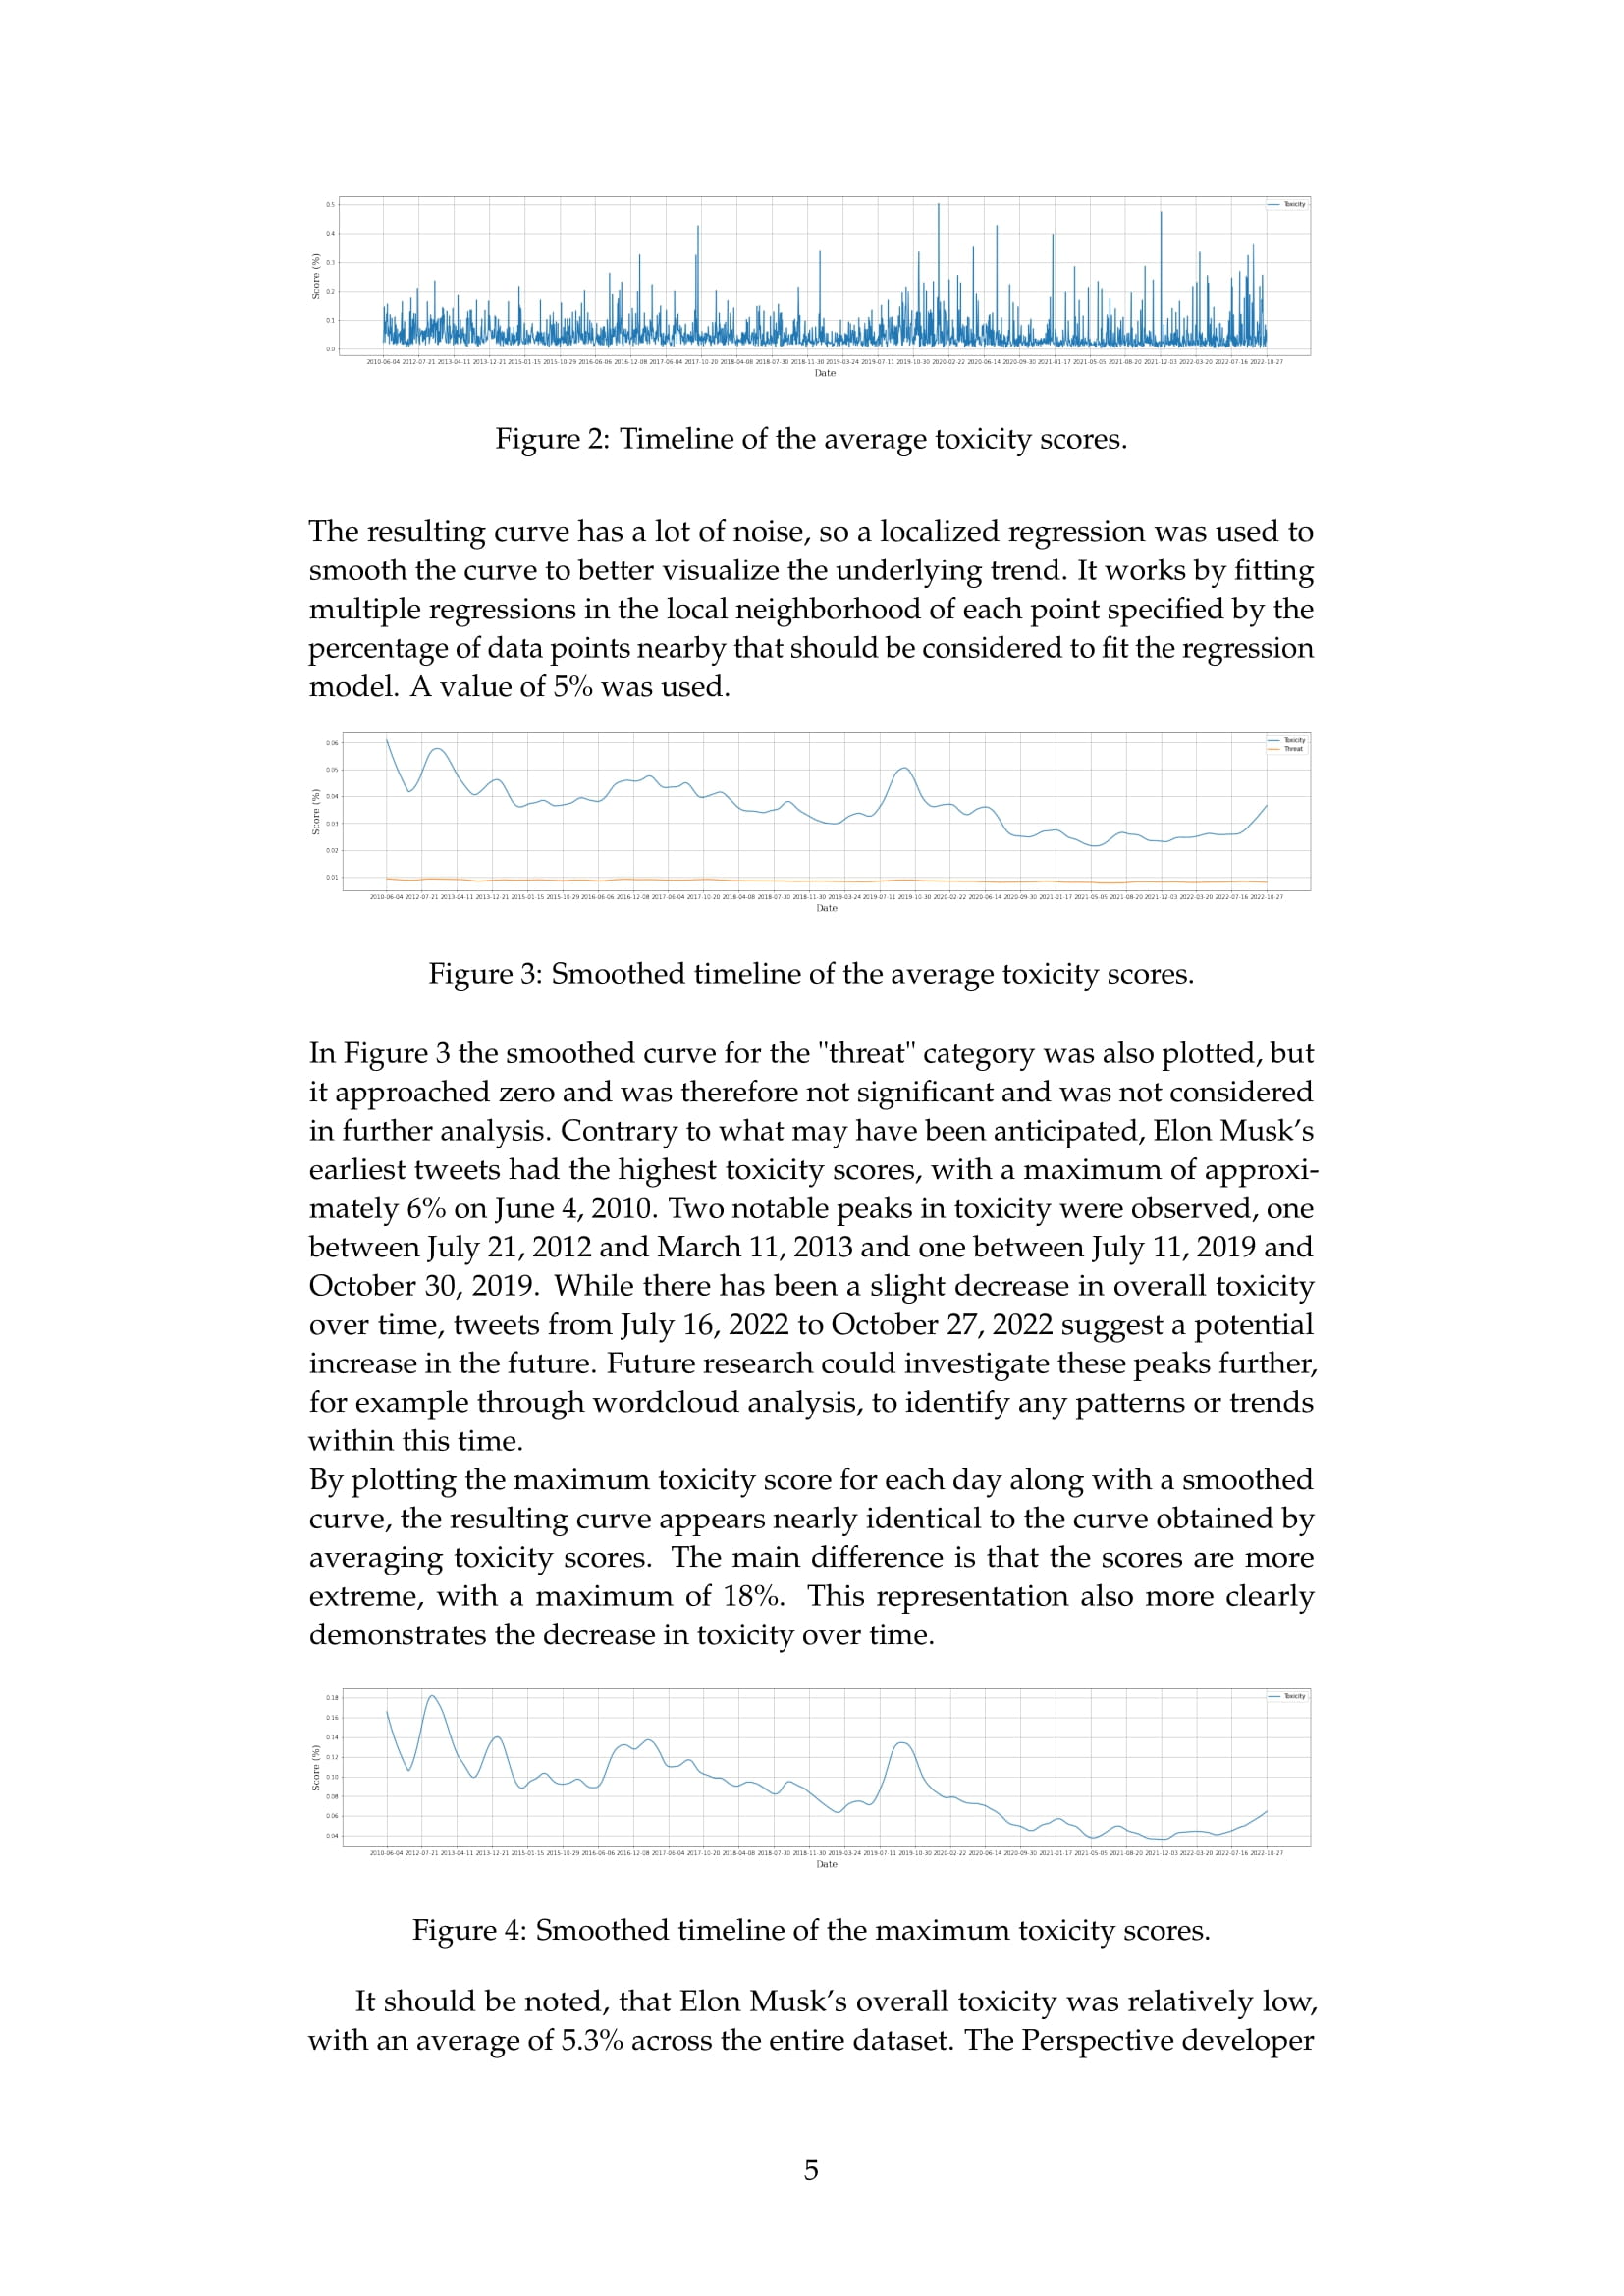 0.5
0.4
0.3
0.2
0.1
0.0
Score (%)
Toxicity
2010-06-04 2012-07-21 2013-04-11 2013-12-21 2015-01-15 2015-10-29 2016-06-06 2016-12-08 2017-06-04 2017-10-20 2018-04-08 2018-07-30 2018-11-30 2019-03-24 2019-07-11 2019-10-30 2020-02-22 2020-06-14 2020-09-30 2021-01-17 2021-05-05 2021-08-20 2021-12-03 2022-03-20 2022-07-16 2022-10-27
Date
Figure 2: Timeline of the average toxicity scores.
The resulting curve has a lot of noise, so a localized regression was used to
smooth the curve to better visualize the underlying trend. It works by fitting
multiple regressions in the local neighborhood of each point specified by the
percentage of data points nearby that should be considered to fit the regression
model. A value of 5% was used.
0.06
0.05
0.04
0.03
0.02
0.01
Score (%)
Toxicity
Threat
2010-06-04 2012-07-21 2013-04-11 2013-12-21 2015-01-15 2015-10-29 2016-06-06 2016-12-08 2017-06-04 2017-10-20 2018-04-08 2018-07-30 2018-11-30 2019-03-24 2019-07-11 2019-10-30 2020-02-22 2020-06-14 2020-09-30 2021-01-17 2021-05-05 2021-08-20 2021-12-03 2022-03-20 2022-07-16 2022-10-27
Date
Figure 3: Smoothed timeline of the average toxicity scores.
In Figure 3 the smoothed curve for the "threat" category was also plotted, but
it approached zero and was therefore not significant and was not considered
in further analysis. Contrary to what may have been anticipated, Elon Musk's
earliest tweets had the highest toxicity scores, with a maximum of approxi-
mately 6% on June 4, 2010. Two notable peaks in toxicity were observed, one
between July 21, 2012 and March 11, 2013 and one between July 11, 2019 and
October 30, 2019. While there has been a slight decrease in overall toxicity
over time, tweets from July 16, 2022 to October 27, 2022 suggest a potential
increase in the future. Future research could investigate these peaks further,
for example through wordcloud analysis, to identify any patterns or trends
within this time.
By plotting the maximum toxicity score for each day along with a smoothed
curve, the resulting curve appears nearly identical to the curve obtained by
averaging toxicity scores. The main difference is that the scores are more
extreme, with a maximum of 18%. This representation also more clearly
demonstrates the decrease in toxicity over time.
0.18
0.16
0.14
0.12
0.10
0.08
0.06
0.04
Score (%)
Toxicity
2010-06-04 2012-07-21 2013-04-11 2013-12-21 2015-01-15 2015-10-29 2016-06-06 2016-12-08 2017-06-04 2017-10-20 2018-04-08 2018-07-30 2018-11-30 2019-03-24 2019-07-11 2019-10-30 2020-02-22 2020-06-14 2020-09-30 2021-01-17 2021-05-05 2021-08-20 2021-12-03 2022-03-20 2022-07-16 2022-10-27
Date
Figure 4: Smoothed timeline of the maximum toxicity scores.
It should be noted, that Elon Musk's overall toxicity was relatively low,
with an average of 5.3% across the entire dataset. The Perspective developer
5